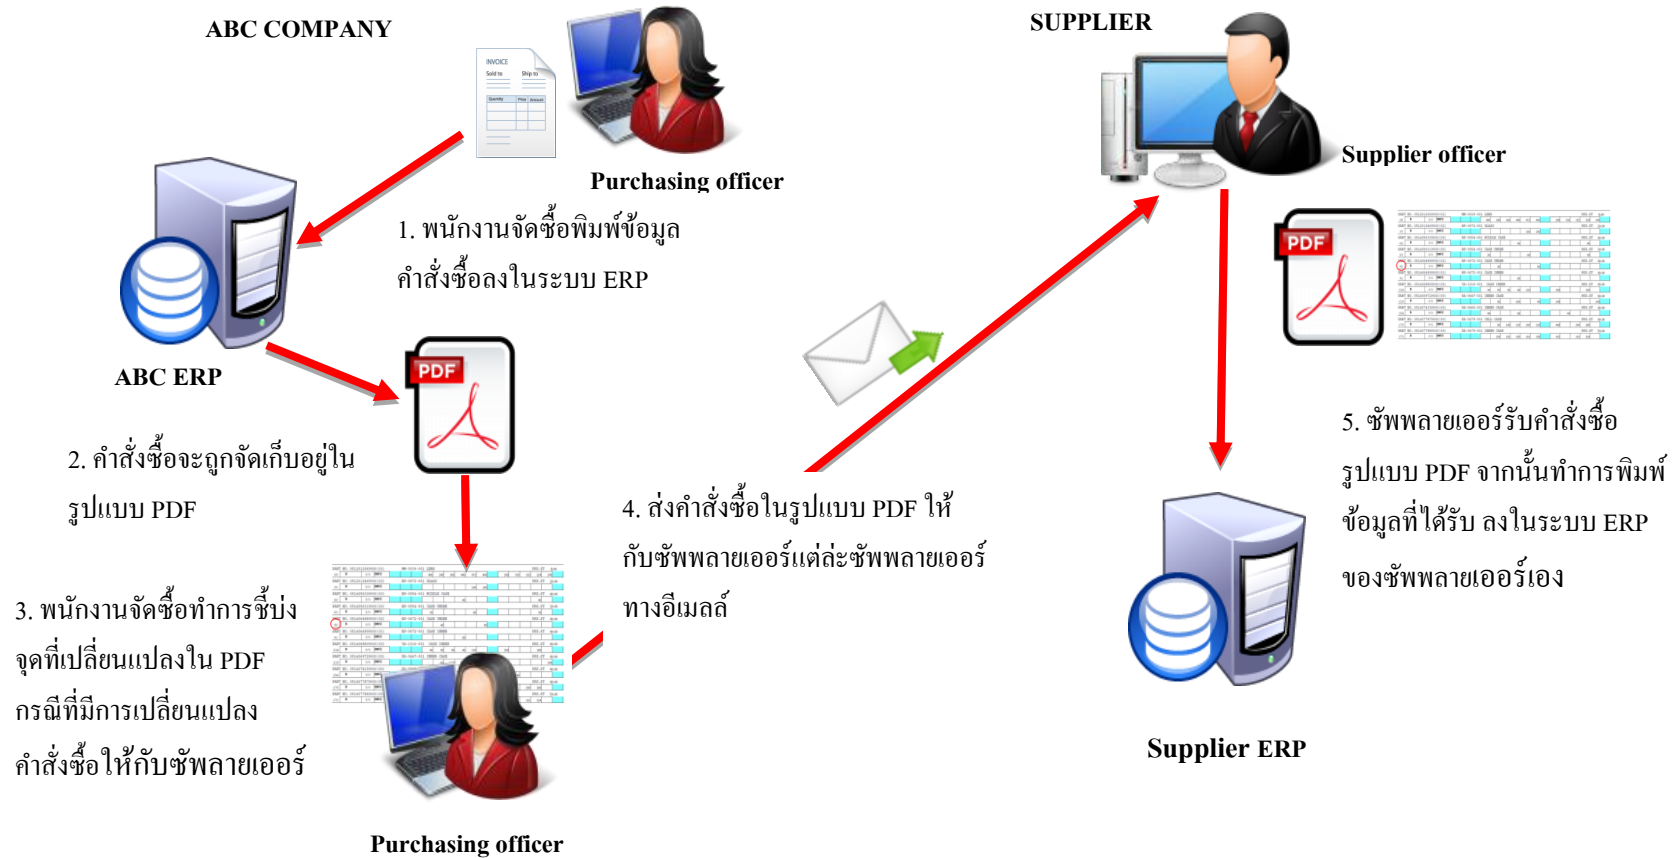 ABC COMPANY
INVOICE
Sold to Ship to
Quantity Price Amount
Purchasing officer
1. พนักงานจัดซื้อพิมพ์ข้อมูล
คำสั่งซื้อลงในระบบ ERP
ABC ERP
PDF
2. คำสั่งซื้อจะถูกจัดเก็บอยู่ใน
รูปแบบ PDF
3. พนักงานจัดซื้อทำการชี้บ่ง
จุดที่เปลี่ยนแปลงใน PDF
กรณีที่มีการเปลี่ยนแปลง
คำสั่งซื้อให้กับซัพลายเออร์
Purchasing officer
4. ส่งคำสั่งซื้อในรูปแบบ PDF ให้
กับซัพพลายเออร์แต่ล่ะซัพพลายเออร์
ทางอีเมลล์
SUPPLIER
Supplier officer
PDF
5. ซัพพลายเออร์รับคำสั่งซื้อ
รูปแบบ PDF จากนั้นทำการพิมพ์
ข้อมูลที่ได้รับ ลงในระบบ ERP
ของซัพพลายเออร์เอง
Supplier ERP